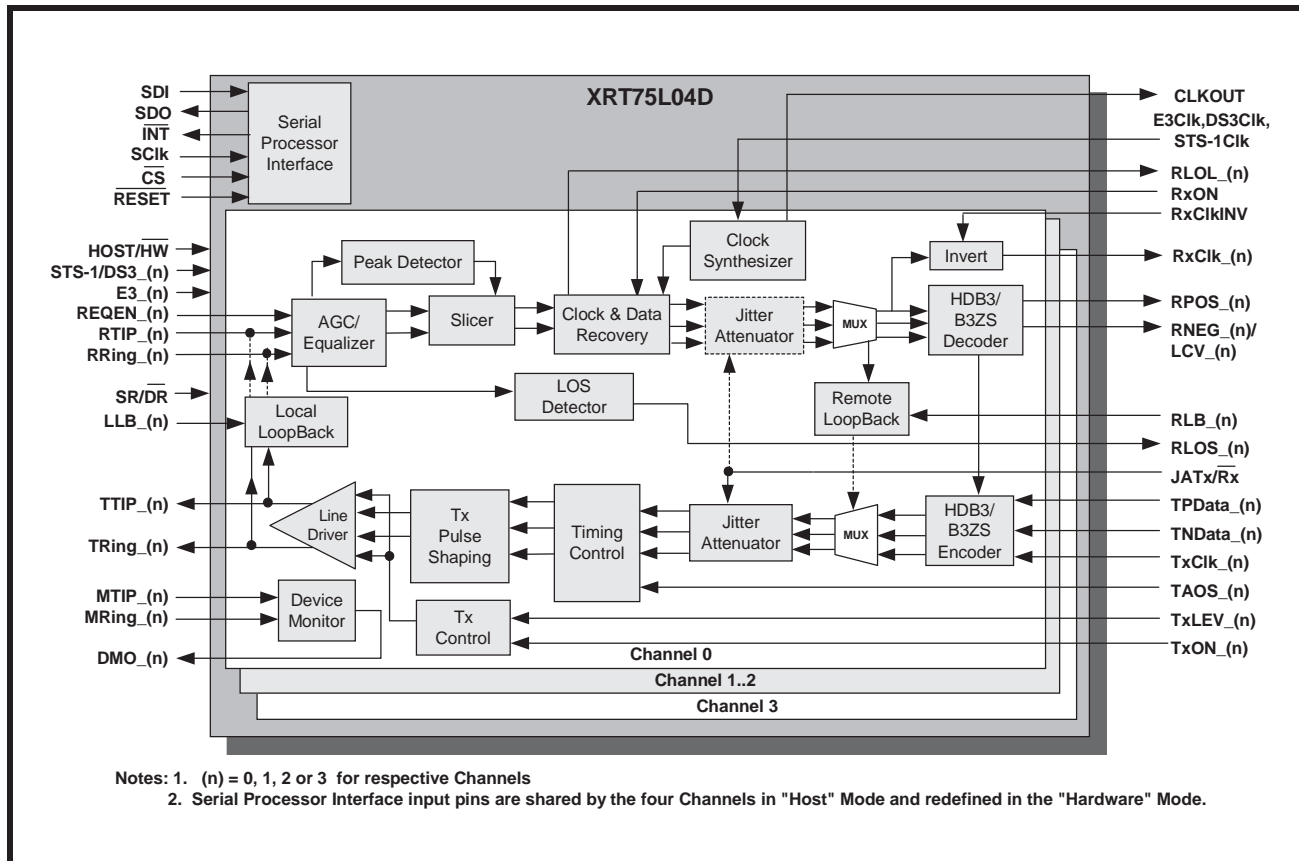 XRT75L04D
SDI
SDO
INT
SClk
CS
RESET
Serial
Processor
Interface
CLKOUT
E3Clk,DS3Clk,
STS-1Clk
RLOL_(n)
RxON
RxClkINV
HOST/HW
STS-1/DS3_(n)
E3_(n)
REQEN_(n)
RTIP_(n)
RRing_(n)
SR/DR
LLB_(n)
Peak Detector
AGC/
Equalizer
Slicer
Clock & Data
Recovery
Clock
Synthesizer
Jitter
Attenuator
MUX
Invert
HDB3/
B3ZS
Decoder
RxClk_(n)
RPOS_(n)
RNEG_(n)/
LCV_(n)
LOS
Detector
Remote
LoopBack
Local
LoopBack
RLB_(n)
RLOS_(n)
JATx/Rx
TTIP_(n)
TRing_(n)
MTIP_(n)
MRing_(n)
DMO_(n)
Line
Driver
Tx
Pulse
Shaping
Timing
Control
Jitter
Attenuator
MUX
HDB3/
B3ZS
Encoder
TPData_(n)
TNData_(n)
TxClk_(n)
TAOS_(n)
TxLEV_(n)
TxON_(n)
Device
Monitor
Tx
Control
Channel 0
Channel 1..2
Channel 3
Notes: 1. (n) = 0, 1, 2 or 3 for respective Channels
2. Serial Processor Interface input pins are shared by the four Channels in "Host" Mode and redefined in the "Hardware" Mode.